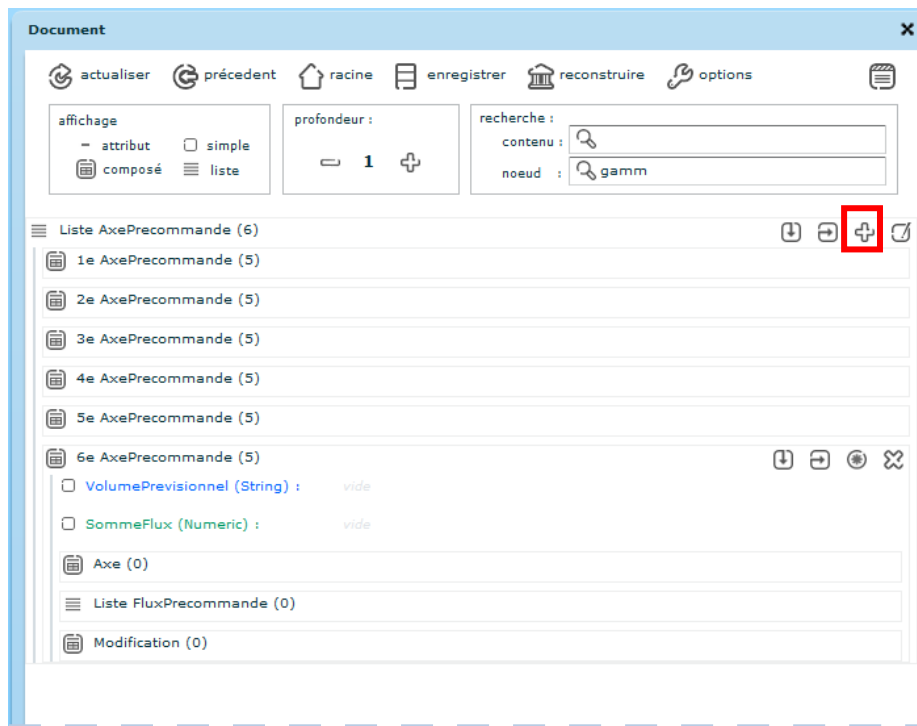 Document
actualiser précedent racine enregistrer reconstruire options
affichage
attribut simple
composé liste
profondeur :
1
recherche :
contenu :
noeud : gamm
Liste AxePrecommande (6)
1e AxePrecommande (5)
2e AxePrecommande (5)
3e AxePrecommande (5)
4e AxePrecommande (5)
5e AxePrecommande (5)
6e AxePrecommande (5)
VolumePrevisionnel (String) : vide
SommeFlux (Numeric) : vide
Axe (0)
Liste FluxPrecommande (0)
Modification (0)